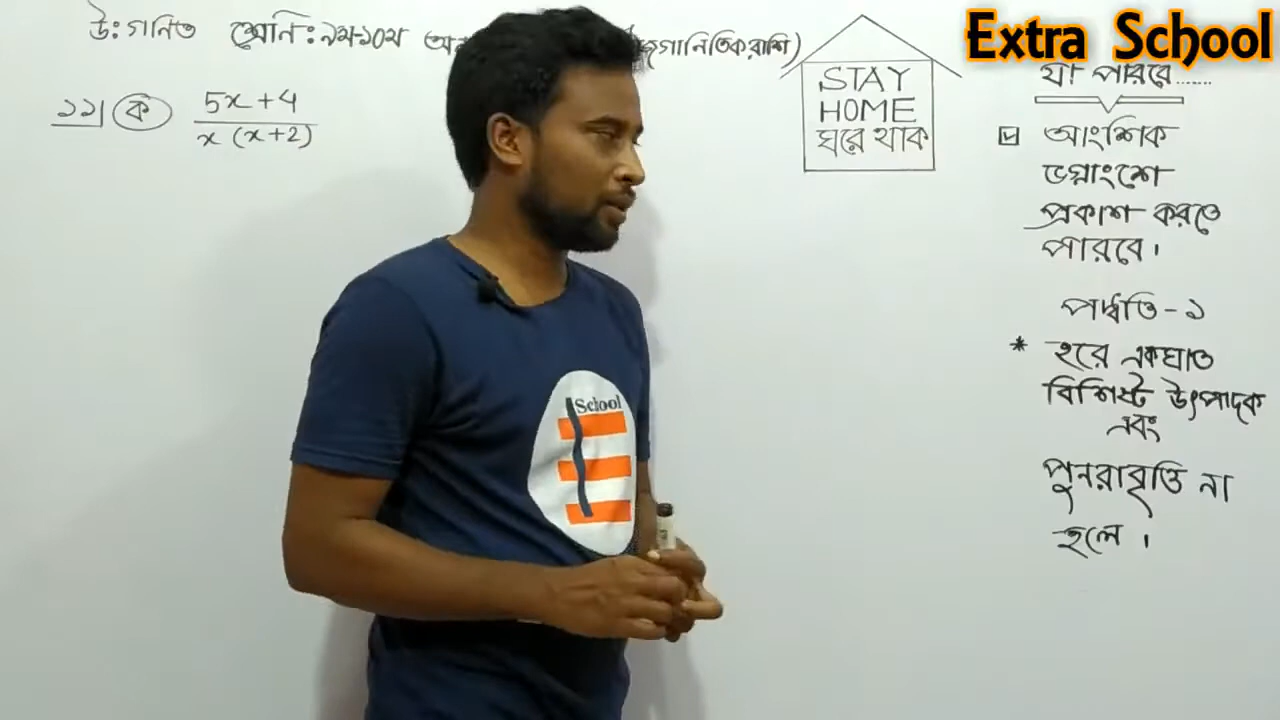 উঃ গনিত শ্রেনি: ৯ম-১০ম
গানিতিক রাশি)
১১| ক 5x+4
x (x+2)
STAY
HOME
ঘরে থাক
Extra School
যা পারবে.......
আংশিক
ভগ্নাংশে
প্রকাশ করতে
পারবে।
পদ্ধতি-১
* হরে একঘাত
বিশিষ্ট উৎপাদক
এবং
পুনরাবৃত্তি না
হলে।
School